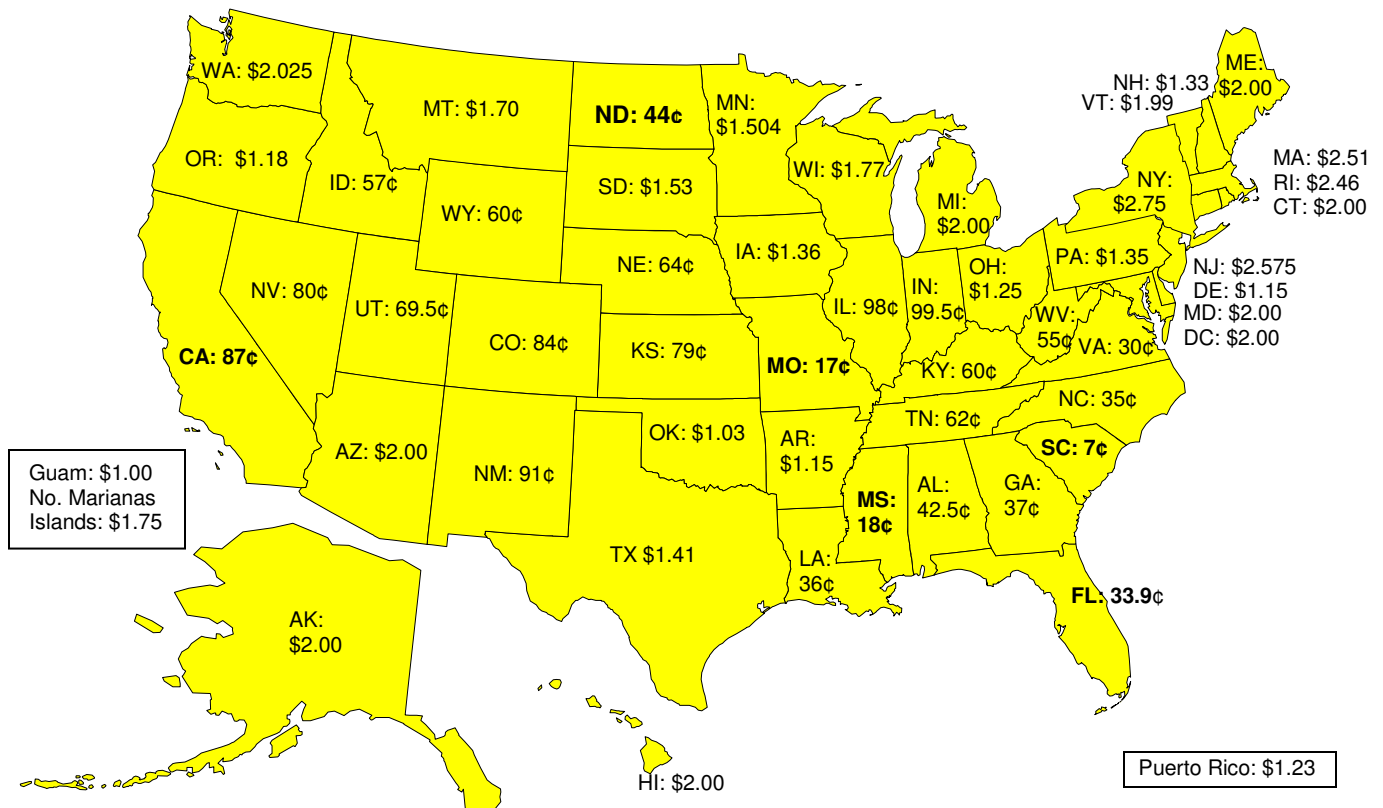 WA: $2.025
MT: $1.70
ND: 44¢
MN:
$1.504
NH: $1.33
VT: $1.99
ME:
$2.00
OR:  $1.18
ID: 57¢
WY: 60¢
SD: $1.53
WI: $1.77
MI:
$2.00
NY:
$2.75
MA: $2.51
RI: $2.46
CT: $2.00
NV: 80¢
UT: 69.5¢
NE: 64¢
IA: $1.36
IL: 98¢
IN:
99.5¢
OH:
$1.25
PA: $1.35
NJ: $2.575
DE: $1.15
MD: $2.00
DC: $2.00
CA: 87¢
CO: 84¢
KS: 79¢
MO: 17¢
KY: 60¢
WV:
55¢
VA: 30¢
NC: 35¢
TN: 62¢
SC: 7¢
AZ: $2.00
NM: 91¢
OK: $1.03
AR:
$1.15
MS:
18¢
AL:
42.5¢
GA:
37¢
Guam: $1.00
No. Marianas
Islands: $1.75
TX $1.41
LA:
36¢
FL: 33.9¢
AK:
$2.00
HI: $2.00
Puerto Rico: $1.23